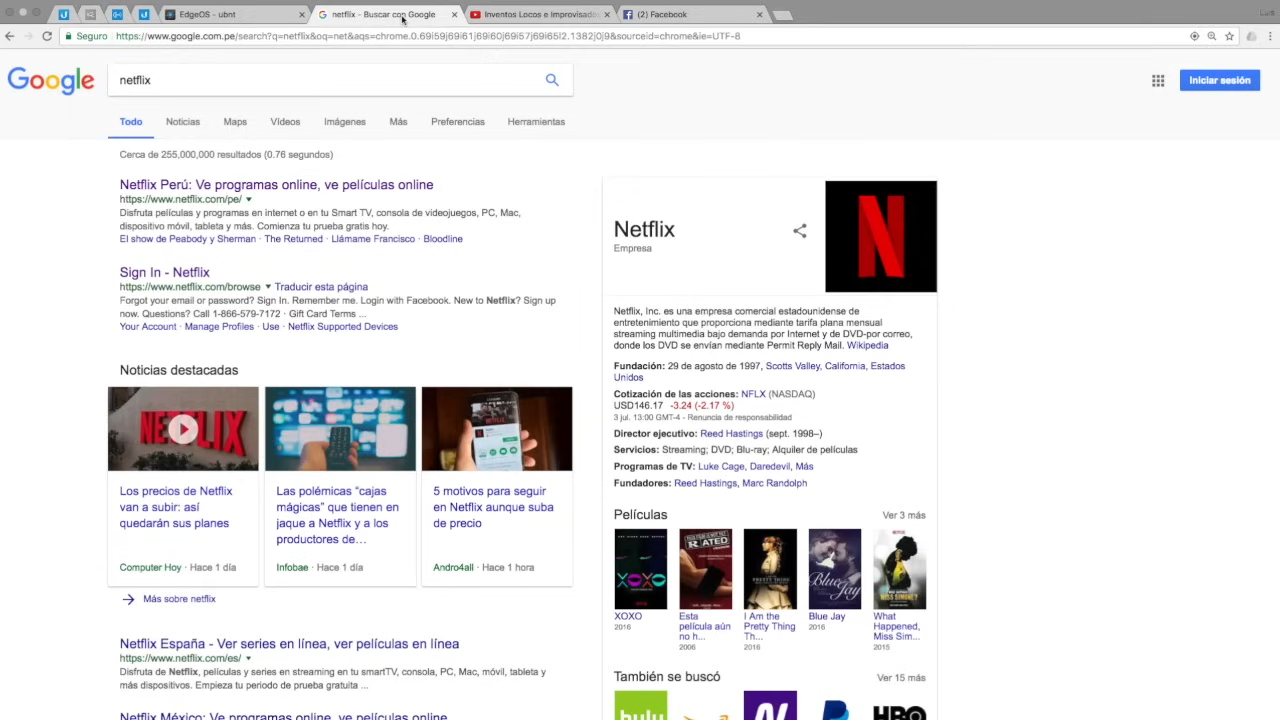 EdgeOS - ubnt
netflix - Buscar con Google
Inventos Locos e Improvisado
(2) Facebook
Seguro
https://www.google.com.pe/search?q=netflix&oq=net&aqs=chrome.0.69i59j69i61j69i60j69i57j69i65l2.1382j0j9&sourceid=chrome&ie=UTF-8
Google
netflix
Iniciar sesión
Todo
Noticias
Maps
Vídeos
Imágenes
Más
Preferencias
Herramientas
Cerca de 255,000,000 resultados (0.76 segundos)
Netflix Perú: Ve programas online, ve películas online
https://www.netflix.com/pe/
Disfruta películas y programas en internet o en tu Smart TV, consola de videojuegos, PC, Mac,
dispositivo móvil, tableta y más. Comienza tu prueba gratis hoy.
El show de Peabody y Sherman · The Returned · Llámame Francisco · Bloodline
Sign In - Netflix
https://www.netflix.com/browse Traducir esta página
Forgot your email or password? Sign In. Remember me. Login with Facebook. New to Netflix? Sign up
now. Questions? Call 1-866-579-7172 · Gift Card Terms ...
Your Account · Manage Profiles · Use · Netflix Supported Devices
Noticias destacadas
NETFLIX
Los precios de Netflix
van a subir: así
quedarán sus planes
Computer Hoy · Hace 1 día
Las polémicas “cajas
mágicas” que tienen en
jaque a Netflix y a los
productores de…
Infobae · Hace 1 día
5 motivos para seguir
en Netflix aunque suba
de precio
Andro4all · Hace 1 hora
Más sobre netflix
Netflix España - Ver series en línea, ver películas en línea
https://www.netflix.com/es/
Disfruta de Netflix, películas y series en streaming en tu smartTV, consola, PC, Mac, móvil, tableta y
más dispositivos. Empieza tu periodo de prueba gratuita ...
Netflix México: Ve programas online, ve películas online
Netflix
Empresa
N
Netflix, Inc. es una empresa comercial estadounidense de
entretenimiento que proporciona mediante tarifa plana mensual
streaming multimedia bajo demanda por Internet y de DVD-por correo,
donde los DVD se envían mediante Permit Reply Mail. Wikipedia
Fundación: 29 de agosto de 1997, Scotts Valley, California, Estados
Unidos
Cotización de las acciones: NFLX (NASDAQ)
USD146.17 -3.24 (-2.17 %)
3 jul. 13:00 GMT-4 - Renuncia de responsabilidad
Director ejecutivo: Reed Hastings (sept. 1998–)
Servicios: Streaming; DVD; Blu-ray; Alquiler de películas
Programas de TV: Luke Cage, Daredevil, Más
Fundadores: Reed Hastings, Marc Randolph
Películas
Ver 3 más
XOXO
RATED
PRETTY THING
Blue Jay
NISS SIMONE?
XOXO
2016
Esta
película aún
no h...
2006
I Am the
Pretty Thing
Th...
2016
Blue Jay
2016
What
Happened,
Miss Sim...
2015
También se buscó
Ver 15 más
hulu
HBO